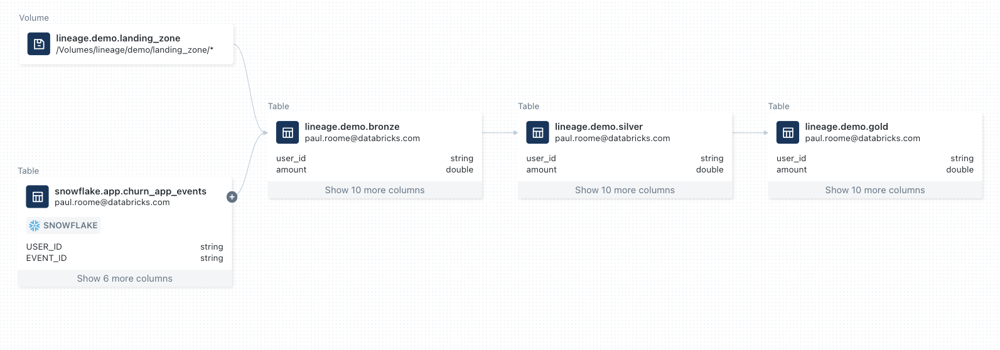 Volume
lineage.demo.landing_zone
/Volumes/lineage/demo/landing_zone/*
Table
snowflake.app.churn_app_events
paul.roome@databricks.com
SNOWFLAKE
USER_ID string
EVENT_ID string
Show 6 more columns
Table
lineage.demo.bronze
paul.roome@databricks.com
user_id string
amount double
Show 10 more columns
Table
lineage.demo.silver
paul.roome@databricks.com
user_id string
amount double
Show 10 more columns
Table
lineage.demo.gold
paul.roome@databricks.com
user_id string
amount double
Show 10 more columns